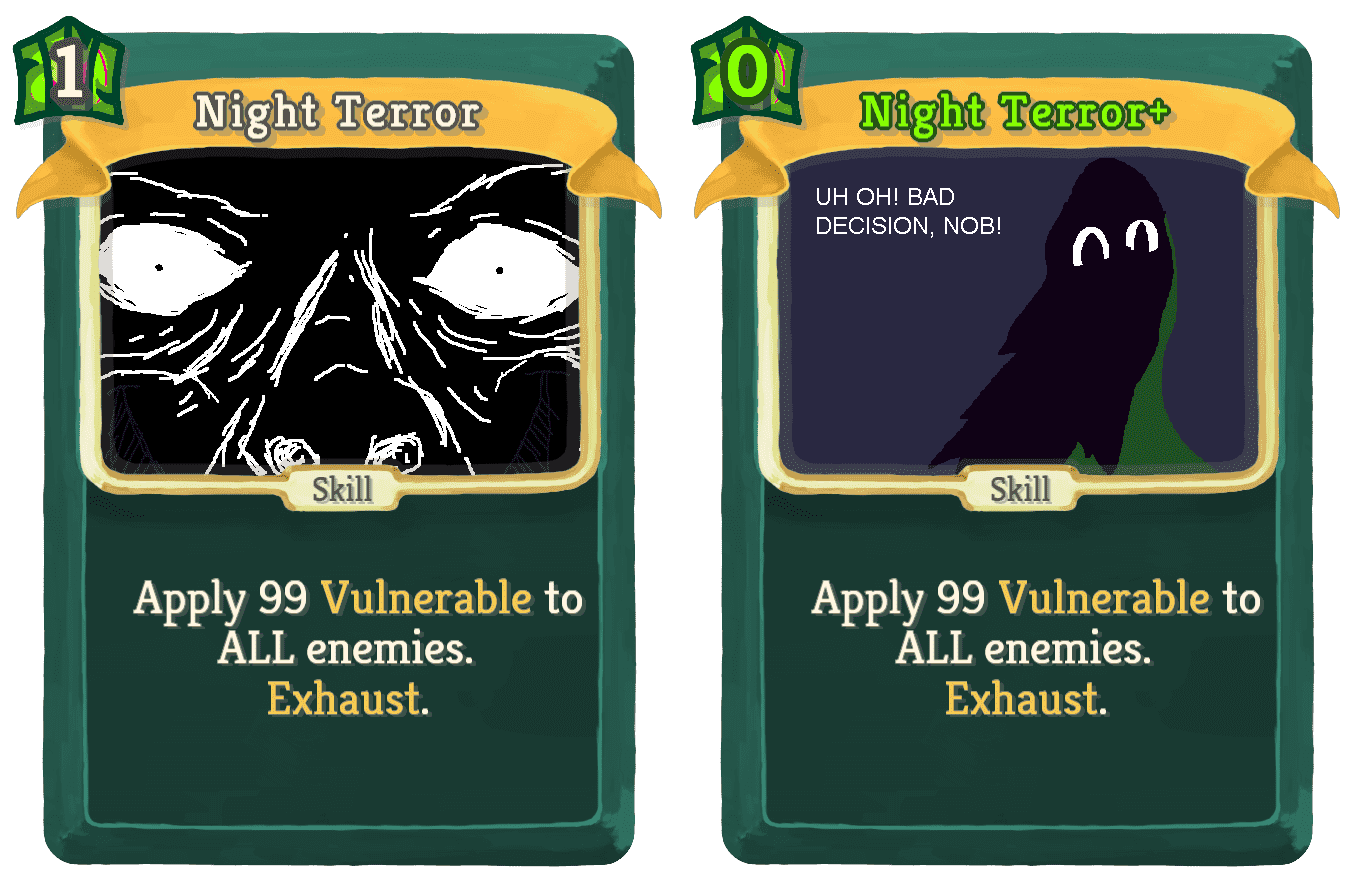 1
Night Terror
Skill
Apply 99 Vulnerable to
ALL enemies.
Exhaust.
0
Night Terror+
UH OH! BAD
DECISION, NOB!
Skill
Apply 99 Vulnerable to
ALL enemies.
Exhaust.